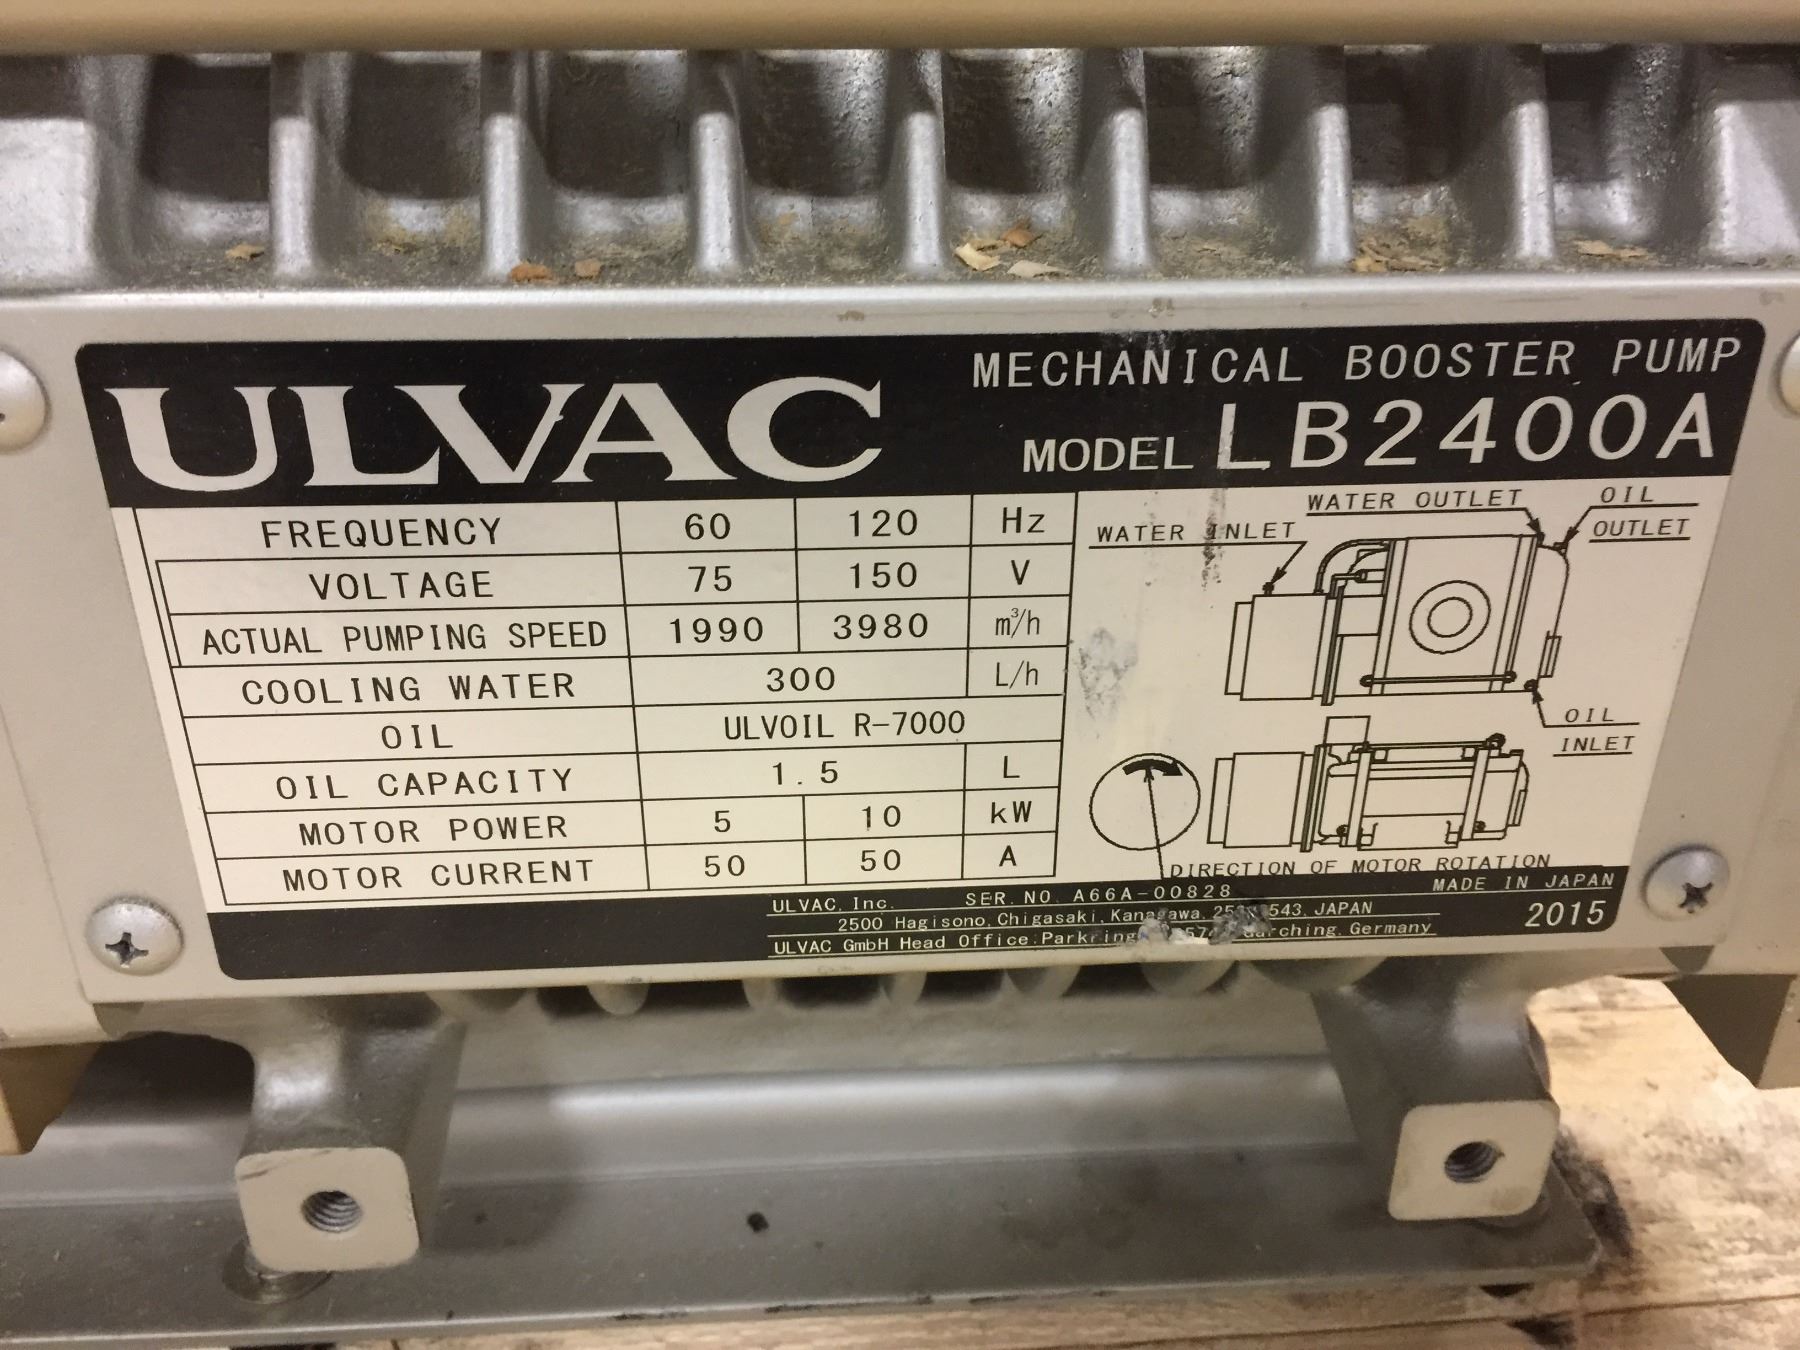 ULVAC
MECHANICAL BOOSTER PUMP
MODEL LB2400A
FREQUENCY 60 120 Hz
VOLTAGE 75 150 V
ACTUAL PUMPING SPEED 1990 3980 m³/h
COOLING WATER 300 L/h
OIL ULVOIL R-7000
OIL CAPACITY 1.5 L
MOTOR POWER 5 10 kW
MOTOR CURRENT 50 50 A
WATER INLET
WATER OUTLET
OIL
OUTLET
OIL
INLET
DIRECTION OF MOTOR ROTATION
ULVAC, Inc. SER. NO. A66A-00828 MADE IN JAPAN
2500 Hagisono, Chigasaki, Kanagawa, JAPAN
2015
ULVAC GmbH Head Office: Germany